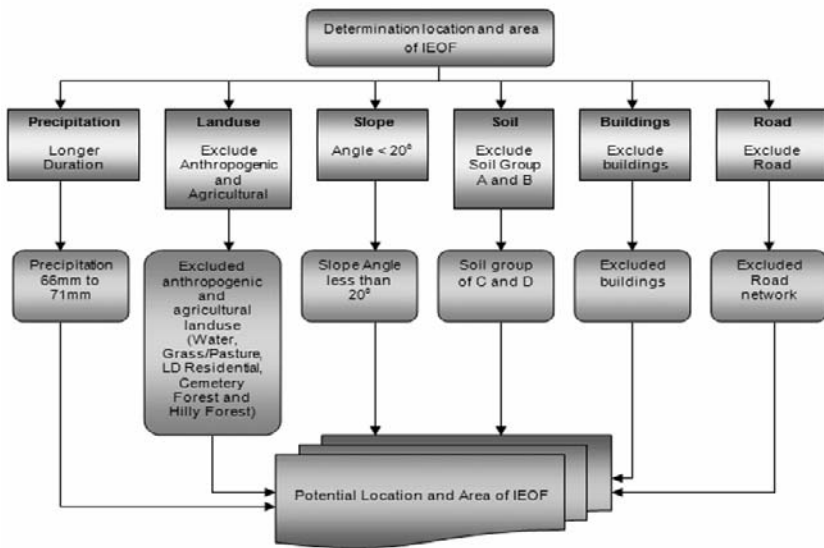 Determination location and area
of IEOF
Precipitation
Longer
Duration
Landuse
Exclude
Anthropogenic
and
Agricultural
Slope
Angle < 20⁰
Soil
Exclude
Soil Group
A and B
Buildings
Exclude
buildings
Road
Exclude
Road
Precipitation
66mm to
71mm
Excluded
anthropogenic
and
agricultural
landuse
(Water,
Grass/Pasture,
LD Residential,
Cemetery
Forest and
Hilly Forest)
Slope Angle
less than
20⁰
Soil group
of C and D
Excluded
buildings
Excluded
Road
network
Potential Location and Area of IEOF